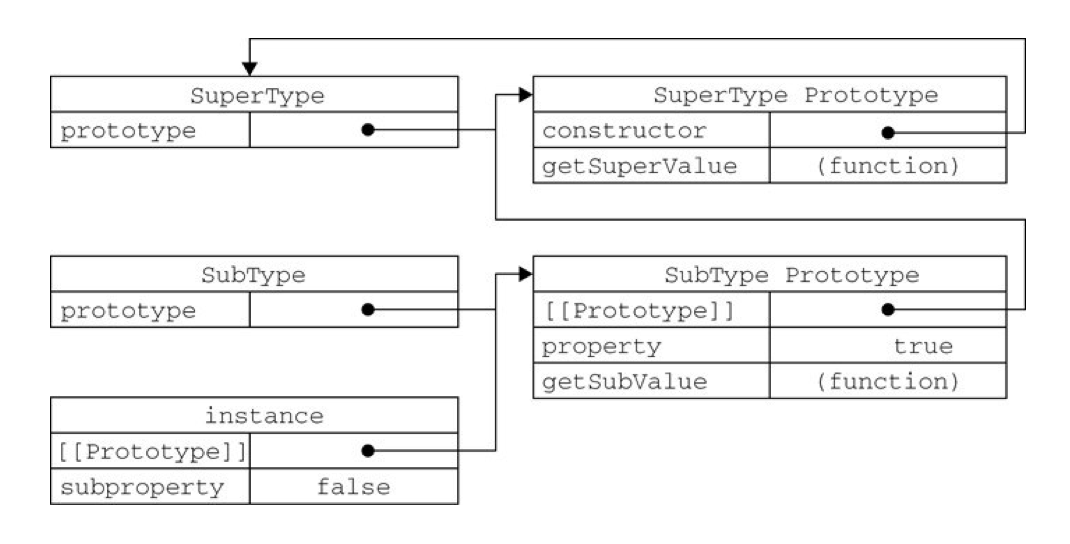 SuperType
prototype
SuperType Prototype
constructor
getSuperValue (function)
SubType
prototype
SubType Prototype
[[Prototype]]
property true
getSubValue (function)
instance
[[Prototype]]
subproperty false